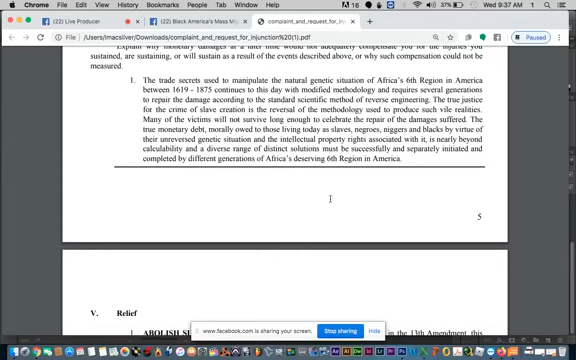 Chrome File Edit View History Bookmarks People Tab Window Help
16 37% Wed 9:37 AM
(22) Live Producer
(22) Black America's Mass Mig
complaint_and_request_for_inj
File /Users/imacsilver/Downloads/complaint_and_request_for_injunction%20(1).pdf
Paused
Explain why monetary damages at a later time would not adequately compensate you for the injuries you
sustained, are sustaining, or will sustain as a result of the events described above, or why such compensation could not be
measured.
1. The trade secrets used to manipulate the natural genetic situation of Africa's 6th Region in America
between 1619 - 1875 continues to this day with modified methodology and requires several generations
to repair the damage according to the standard scientific method of reverse engineering. The true justice
for the crime of slave creation is the reversal of the methodology used to produce such vile realities.
Many of the victims will not survive long enough to celebrate the repair of the damages suffered. The
true monetary debt, morally owed to those living today as slaves, negroes, niggers and blacks by virtue of
their unreversed genetic situation and the intellectual property rights associated with it, is nearly beyond
calculability and a diverse range of distinct solutions must be successfully and separately initiated and
completed by different generations of Africa's deserving 6th Region in America.
5
V. Relief
1. ABOLISH in the 13th Amendment, this
www.facebook.com is sharing your screen. Stop sharing Hide